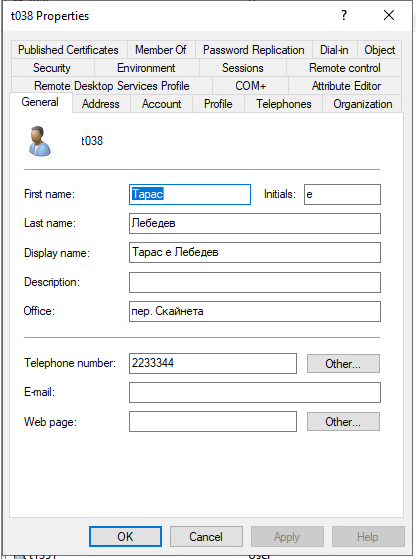 t038 Properties
?
Published Certificates Member Of Password Replication Dial-in Object
Security Environment Sessions Remote control
Remote Desktop Services Profile COM+ Attribute Editor
General Address Account Profile Telephones Organization
t038
First name: Тарас Initials: е
Last name: Лебедев
Display name: Тарас е Лебедев
Description:
Office: пер. Скайнета
Telephone number: 2233344 Other...
E-mail:
Web page: Other...
OK Cancel Apply Help